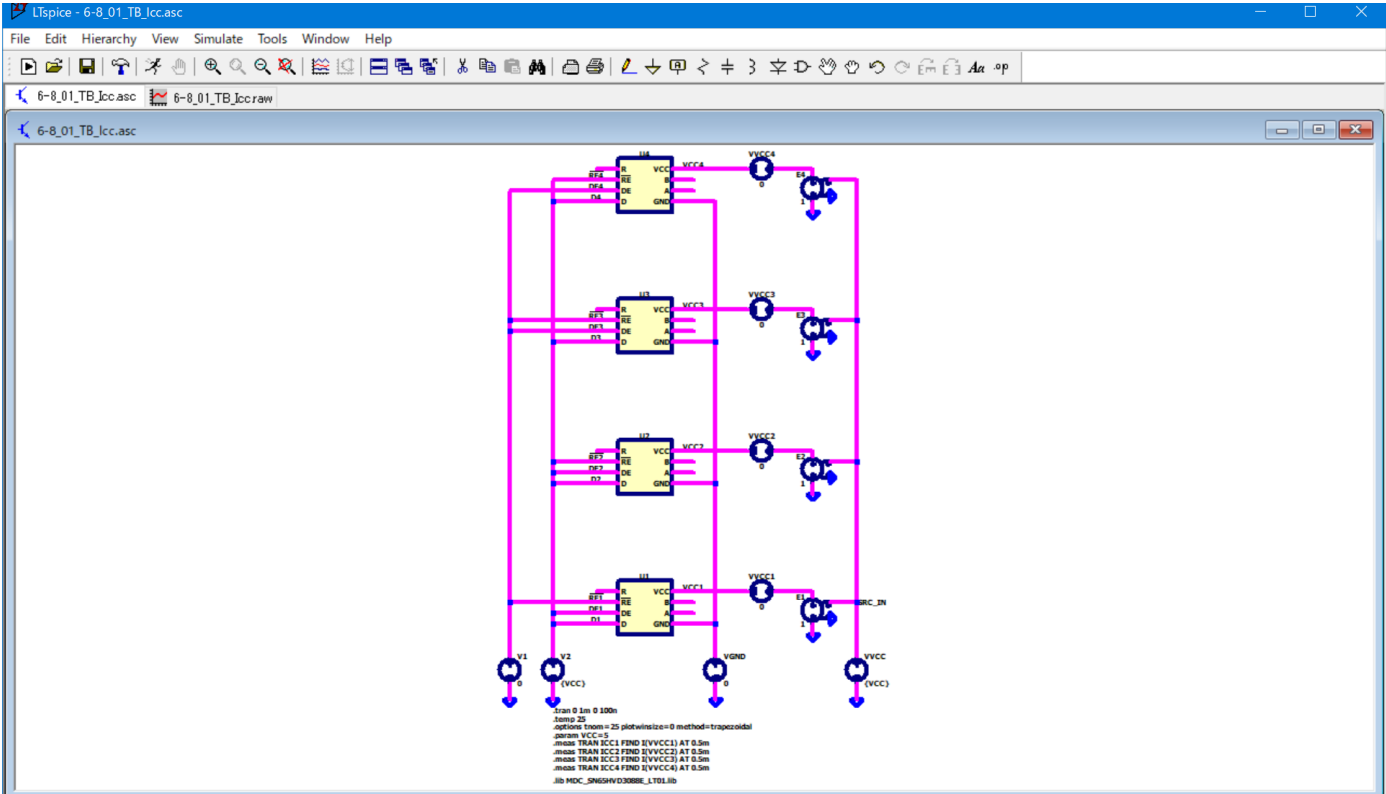 LTspice - 6-8_01_TB_Icc.asc
File Edit Hierarchy View Simulate Tools Window Help
6-8_01_TB_Icc.asc 6-8_01_TB_Icc.raw
6-8_01_TB_Icc.asc
U4 VVCC4
R VCC VCC4 E4
RE4 RE B 0
DE4 DE A
D4 D GND 1
U3 VVCC3
R VCC VCC3 E3
RE3 RE B 0
DE3 DE A
D3 D GND 1
U2 VVCC2
R VCC VCC2 E2
RE2 RE B 0
DE2 DE A
D2 D GND 1
U1 VVCC1
R VCC VCC1 E1
RE1 RE B 0 SRC_IN
DE1 DE A
D1 D GND 1
V1 V2 VGND VVCC
0 {VCC} 0 {VCC}
.tran 0 1m 0 100n
.temp 25
.options tnom=25 plotwinsize=0 method=trapezoidal
.param VCC=5
.meas TRAN ICC1 FIND I(VVCC1) AT 0.5m
.meas TRAN ICC2 FIND I(VVCC2) AT 0.5m
.meas TRAN ICC3 FIND I(VVCC3) AT 0.5m
.meas TRAN ICC4 FIND I(VVCC4) AT 0.5m
.lib MDC_SN65HVD3088E_LT01.lib